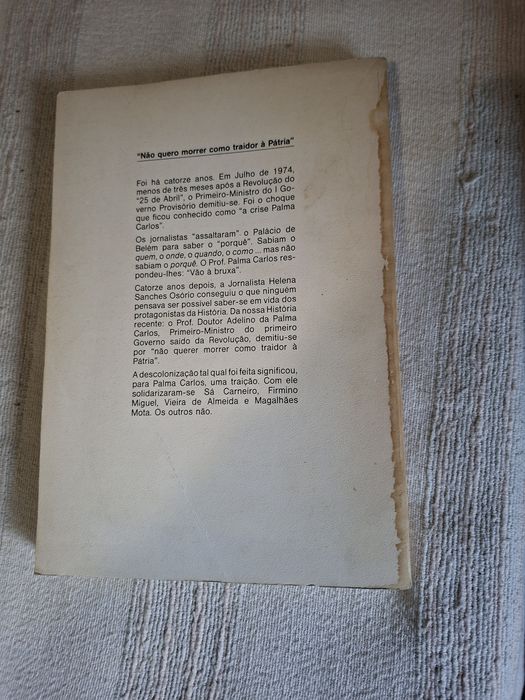 "Não quero morrer como traidor à Pátria"
Foi há catorze anos. Em Julho de 1974,
menos de três meses após a Revolução do
"25 de Abril", o Primeiro-Ministro do I Go-
verno Provisório demitiu-se. Foi o choque
que ficou conhecido como "a crise Palma
Carlos".
Os jornalistas "assaltaram" o Palácio de
Belém para saber o "porquê". Sabiam o
quem, o onde, o quando, o como ... mas não
sabiam o porquê. O Prof. Palma Carlos res-
pondeu-lhes: "Vão à bruxa".
Catorze anos depois, a Jornalista Helena
Sanches Osório conseguiu o que ninguém
pensava ser possível saber-se em vida dos
protagonistas da História. Da nossa História
recente: o Prof. Doutor Adelino da Palma
Carlos, Primeiro-Ministro do primeiro
Governo saído da Revolução, demitiu-se
por "não querer morrer como traidor à
Pátria".
A descolonização tal qual foi feita significou,
para Palma Carlos, uma traição. Com ele
solidarizaram-se Sá Carneiro, Firmino
Miguel, Vieira de Almeida e Magalhães
Mota. Os outros não.